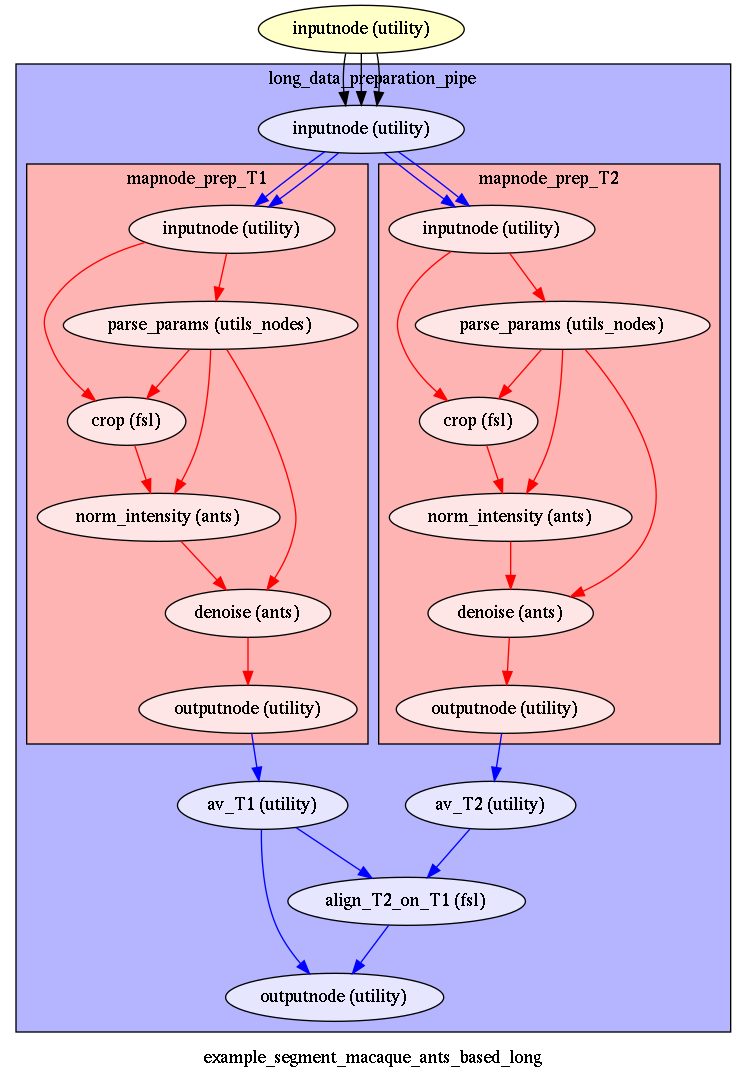 inputnode (utility)
long_data_preparation_pipe
inputnode (utility)
mapnode_prep_T1
mapnode_prep_T2
inputnode (utility)
inputnode (utility)
parse_params (utils_nodes)
parse_params (utils_nodes)
crop (fsl)
crop (fsl)
norm_intensity (ants)
norm_intensity (ants)
denoise (ants)
denoise (ants)
outputnode (utility)
outputnode (utility)
av_T1 (utility)
av_T2 (utility)
align_T2_on_T1 (fsl)
outputnode (utility)
example_segment_macaque_ants_based_long